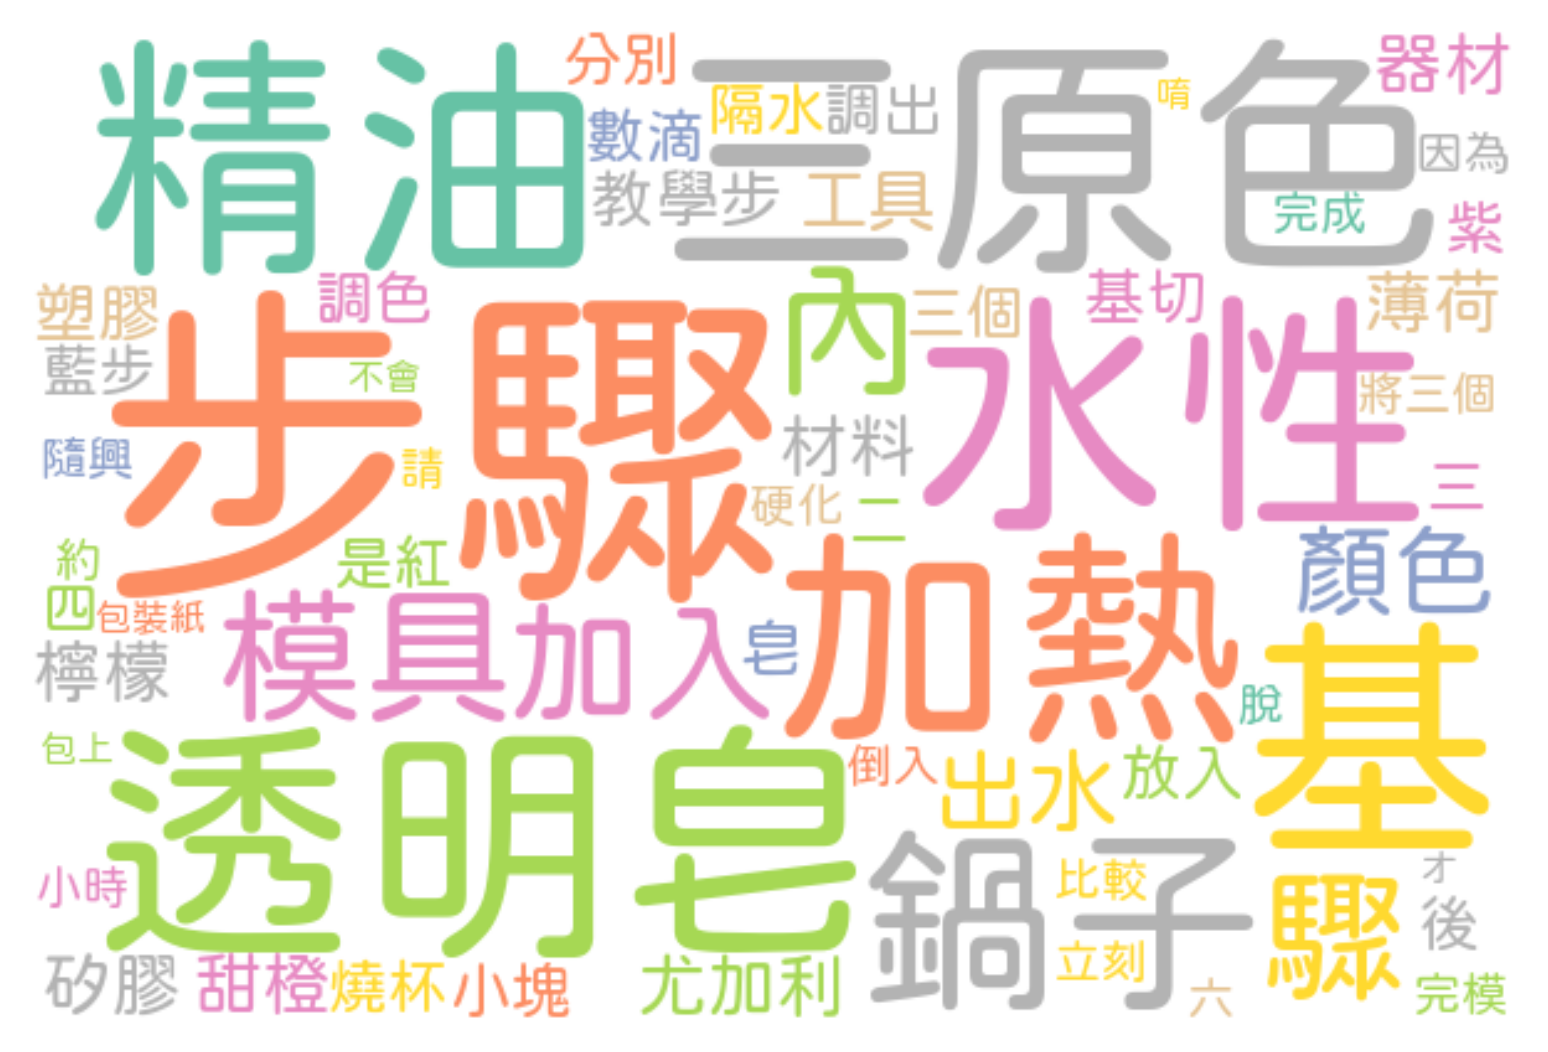 精油
分別
三原色
器材
隔水
調出
唷
數滴
因為
教學步
工具
完成
紫
塑膠
調色
內
三個
基切
薄荷
步驟
水性
藍步
不會
將三個
隨興
請
材料
三
硬化
二
約
是紅
加熱
顏色
四
包裝紙
模具
加入
皂
基
檸檬
脫
包上
透明皂
倒入
出水
放入
鍋子
小時
比較
才
驟
後
矽膠
甜橙
燒杯
小塊
尤加利
立刻
六
完模